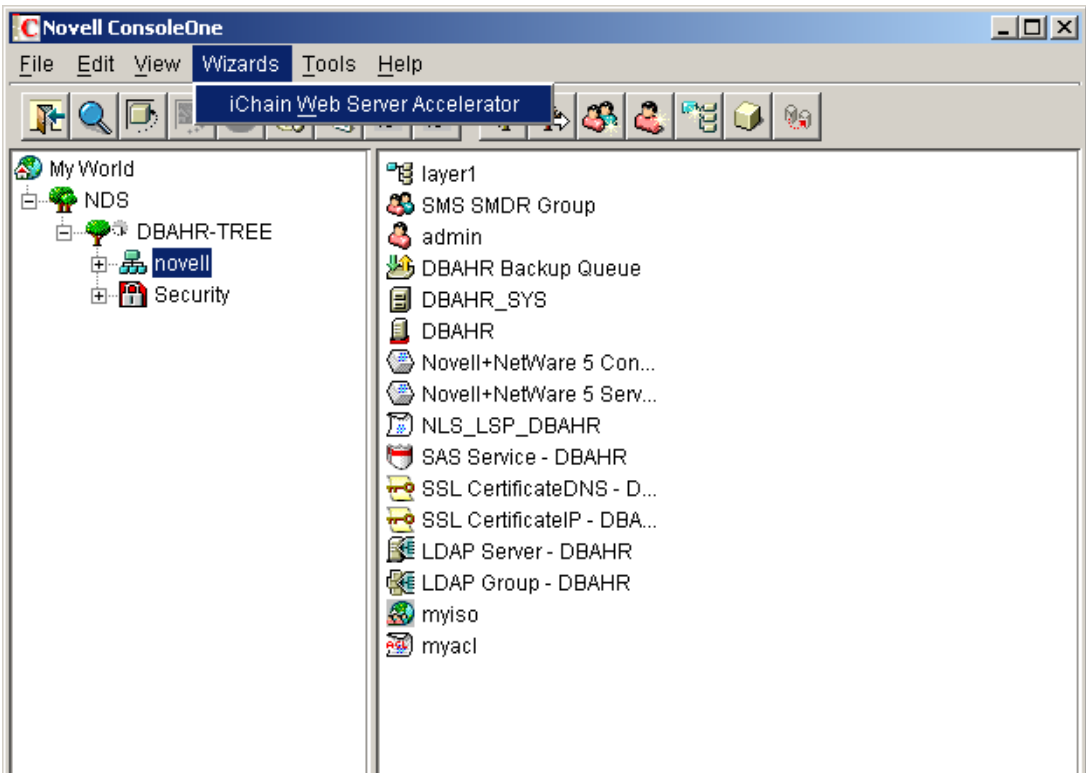 Novell ConsoleOne
File Edit View Wizards Tools Help
iChain Web Server Accelerator
My World
NDS
DBAHR-TREE
novell
Security
layer1
SMS SMDR Group
admin
DBAHR Backup Queue
DBAHR_SYS
DBAHR
Novell+NetWare 5 Con...
Novell+NetWare 5 Serv...
NLS_LSP_DBAHR
SAS Service - DBAHR
SSL CertificateDNS - D...
SSL CertificateIP - DBA...
LDAP Server - DBAHR
LDAP Group - DBAHR
myiso
myacl